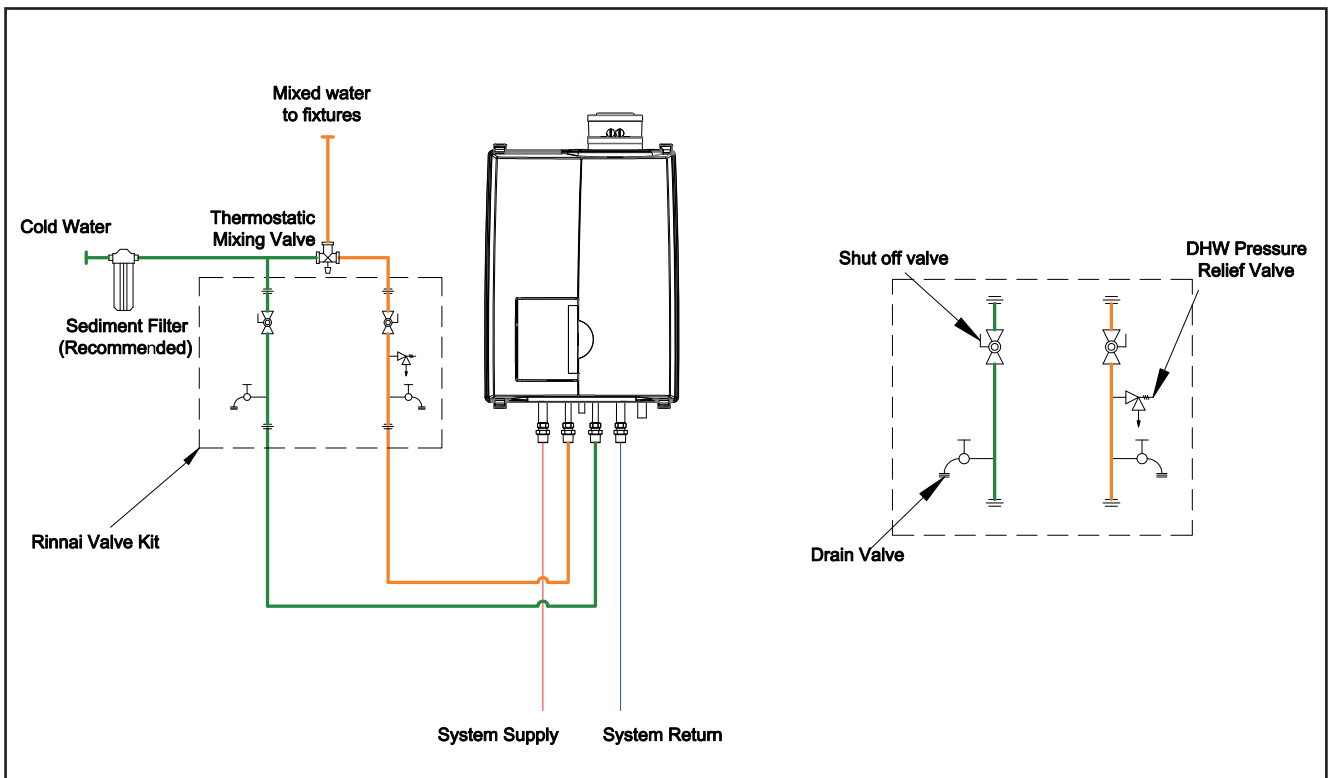 Mixed water
to fixtures
Cold Water
Thermostatic
Mixing Valve
Sediment Filter
(Recommended)
Rinnai Valve Kit
System Supply
System Return
Shut off valve
DHW Pressure
Relief Valve
Drain Valve